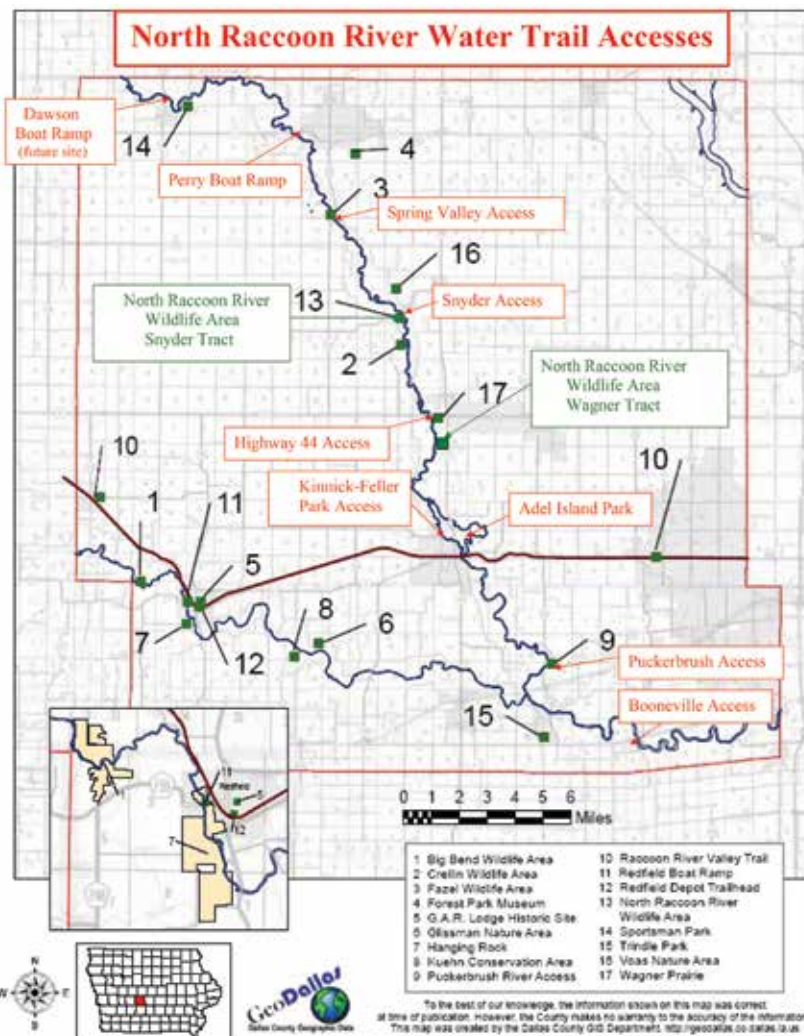 North Raccoon River Water Trail Accesses
Dawson
Boat Ramp
(future site)
14
4
Perry Boat Ramp
3
Spring Valley Access
16
North Raccoon River
Wildlife Area
Snyder Tract
13
Snyder Access
2
North Raccoon River
Wildlife Area
Wagner Tract
17
Highway 44 Access
10
Kinnick-Feller
Park Access
10
1
11
Adel Island Park
5
7
12
8
6
9
Puckerbrush Access
Booneville Access
15
1
11
Redfield
5
12
7
0 1 2 3 4 5 6
Miles
1 Big Bend Wildlife Area
2 Crellin Wildlife Area
3 Fazel Wildlife Area
4 Forest Park Museum
5 G.A.R. Lodge Historic Site
6 Glissman Nature Area
7 Hanging Rock
8 Kuehn Conservation Area
9 Puckerbrush River Access
10 Raccoon River Valley Trail
11 Redfield Boat Ramp
12 Redfield Depot Trailhead
13 North Raccoon River
Wildlife Area
14 Sportsman Park
15 Trindle Park
16 Voas Nature Area
17 Wagner Prairie
N
W E
S
GeoDallas
Dallas County Geographic Data
To the best of our knowledge, the information shown on this map was correct
at time of publication. However, the County makes no warranty to the accuracy of the information.
This map was created by the Dallas County GIS Department.